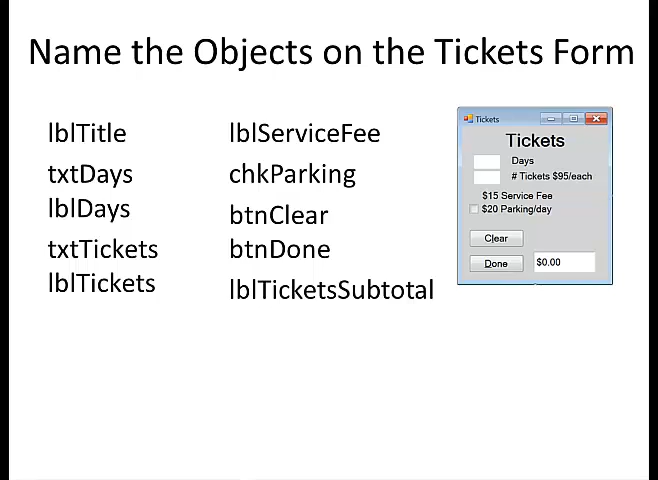 Name the Objects on the Tickets Form
lblTitle
txtDays
lblDays
txtTickets
lblTickets
lblServiceFee
chkParking
btnClear
btnDone
lblTicketsSubtotal
Tickets
Tickets
Days
# Tickets $95/each
$15 Service Fee
$20 Parking/day
Clear
Done
$0.00